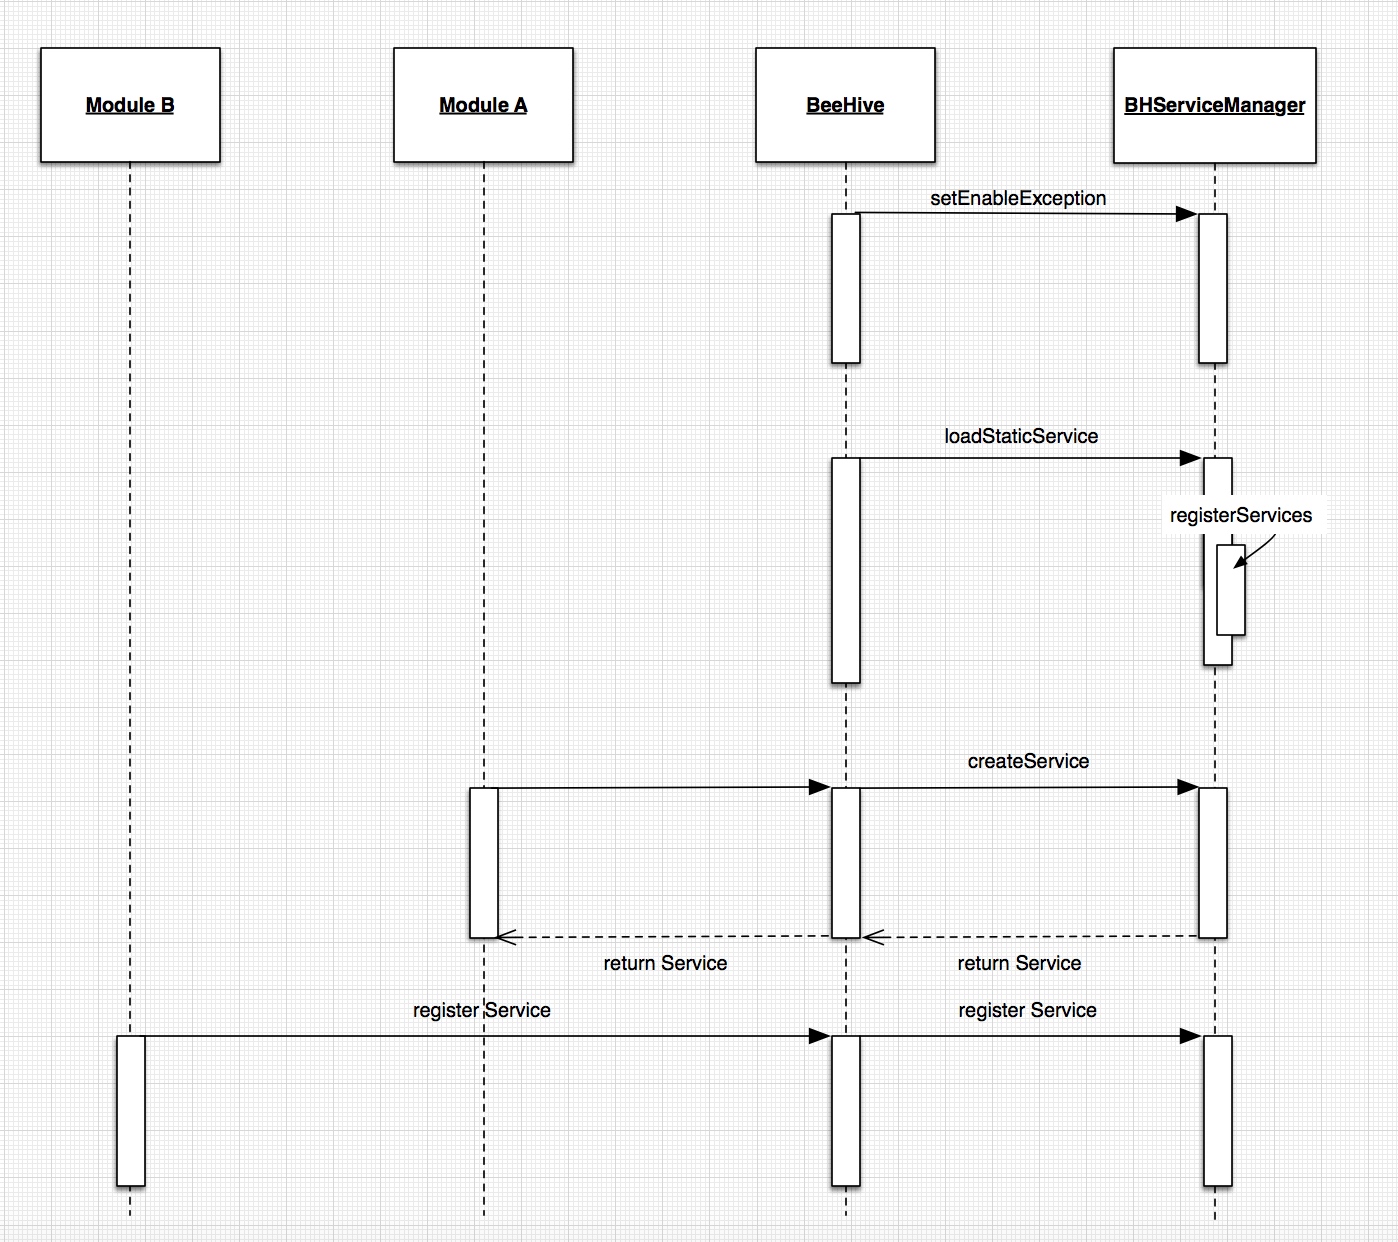 Module B
Module A
BeeHive
BHServiceManager
setEnableException
loadStaticService
registerServices
createService
return Service
return Service
register Service
register Service